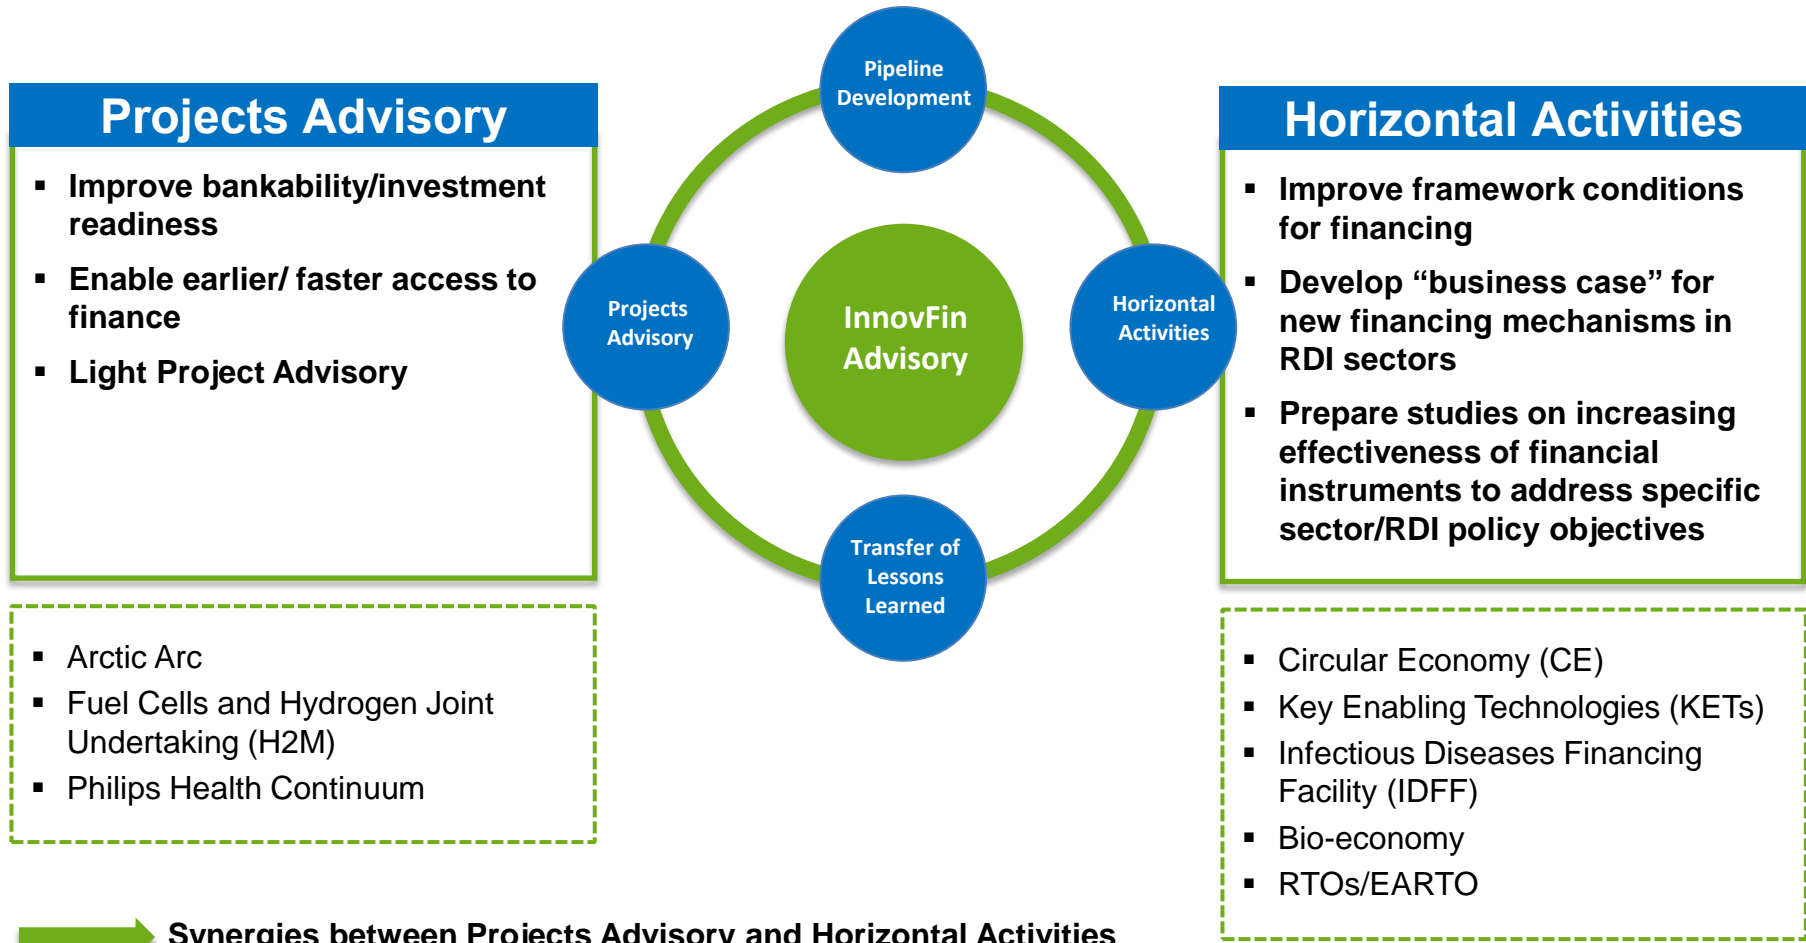 Pipeline
Development
Projects Advisory
▪ Improve bankability/investment
readiness
▪ Enable earlier/ faster access to
finance
▪ Light Project Advisory
Projects
Advisory
InnovFin
Advisory
Horizontal
Activities
Transfer of
Lessons
Learned
Horizontal Activities
▪ Improve framework conditions
for financing
▪ Develop “business case” for
new financing mechanisms in
RDI sectors
▪ Prepare studies on increasing
effectiveness of financial
instruments to address specific
sector/RDI policy objectives
▪ Arctic Arc
▪ Fuel Cells and Hydrogen Joint
Undertaking (H2M)
▪ Philips Health Continuum
▪ Circular Economy (CE)
▪ Key Enabling Technologies (KETs)
▪ Infectious Diseases Financing
Facility (IDFF)
▪ Bio-economy
▪ RTOs/EARTO
Synergies between Projects Advisory and Horizontal Activities